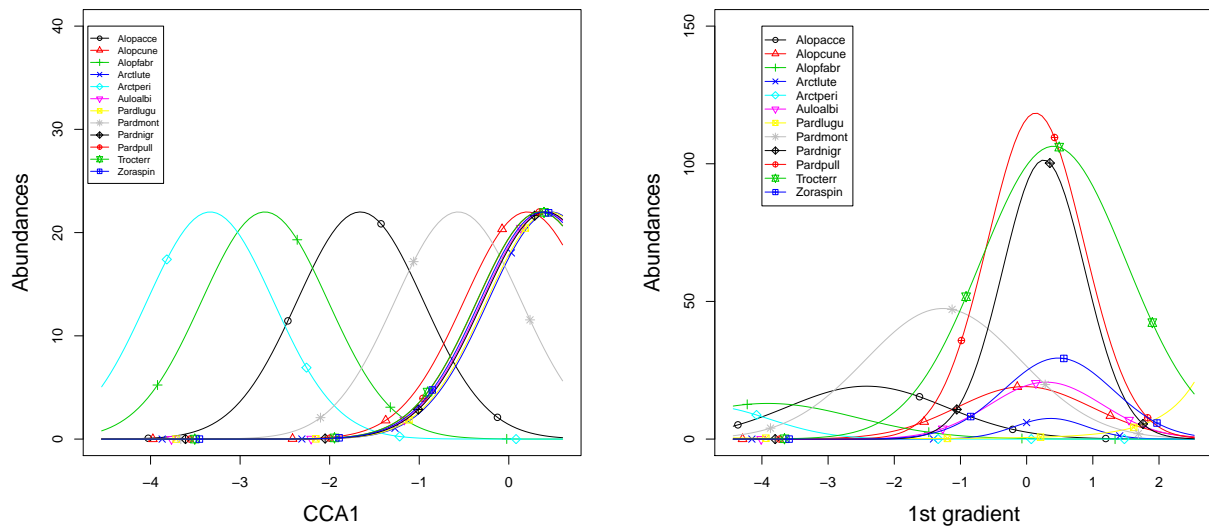 Abundances
40
30
20
10
0
Alopacce
Alopcune
Alopfabr
Arctlute
Arctperi
Auloalbi
Pardlugu
Pardmont
Pardnigr
Pardpull
Trocterr
Zoraspin
−4
−3
−2
−1
0
CCA1
Abundances
150
100
50
0
Alopacce
Alopcune
Alopfabr
Arctlute
Arctperi
Auloalbi
Pardlugu
Pardmont
Pardnigr
Pardpull
Trocterr
Zoraspin
−4
−3
−2
−1
0
1
2
1st gradient